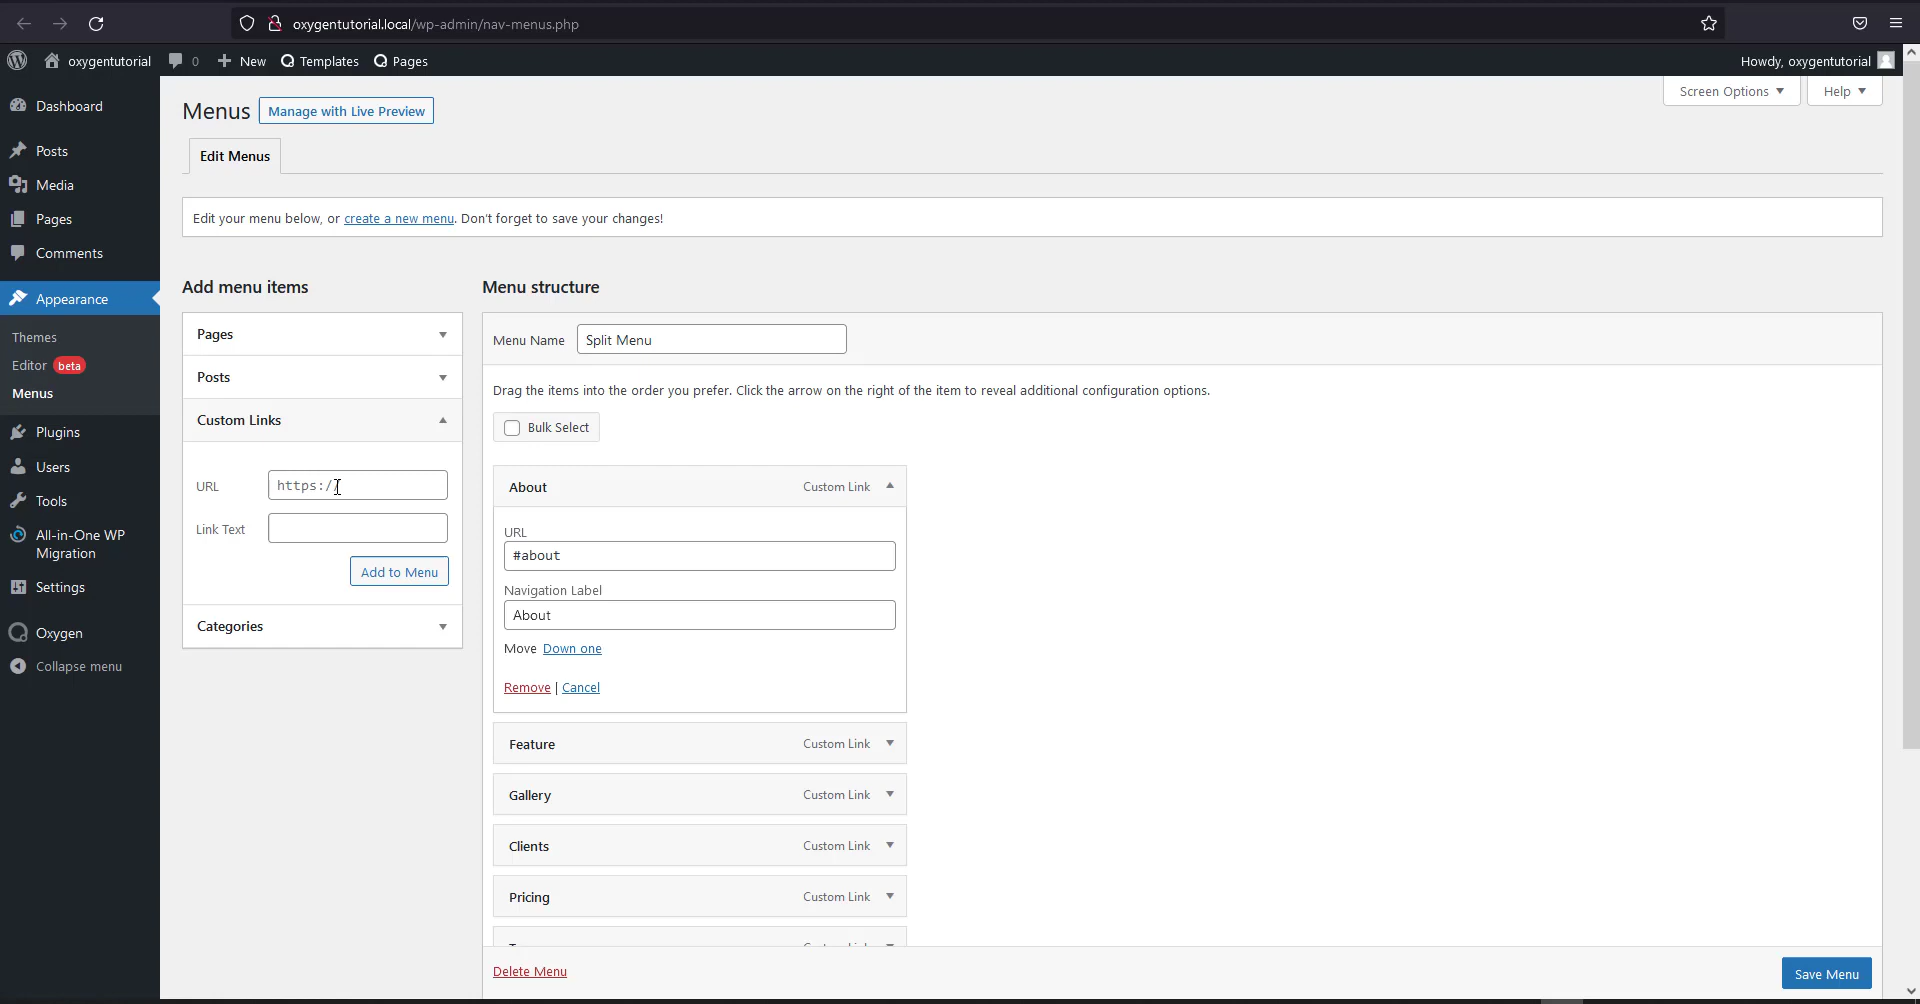 oxygentutorial.local/wp-admin/nav-menus.php
oxygentutorial
0
New
Templates
Pages
Howdy, oxygentutorial
Dashboard
Posts
Media
Pages
Comments
Appearance
Themes
Editor beta
Menus
Plugins
Users
Tools
All-in-One WP
Migration
Settings
Oxygen
Collapse menu
Screen Options
Help
Menus
Manage with Live Preview
Edit Menus
Edit your menu below, or create a new menu. Don't forget to save your changes!
Add menu items
Pages
Posts
Custom Links
URL
https://
Link Text
Add to Menu
Categories
Menu structure
Menu Name
Split Menu
Drag the items into the order you prefer. Click the arrow on the right of the item to reveal additional configuration options.
Bulk Select
About
Custom Link
URL
#about
Navigation Label
About
Move Down one
Remove | Cancel
Feature
Custom Link
Gallery
Custom Link
Clients
Custom Link
Pricing
Custom Link
Delete Menu
Save Menu